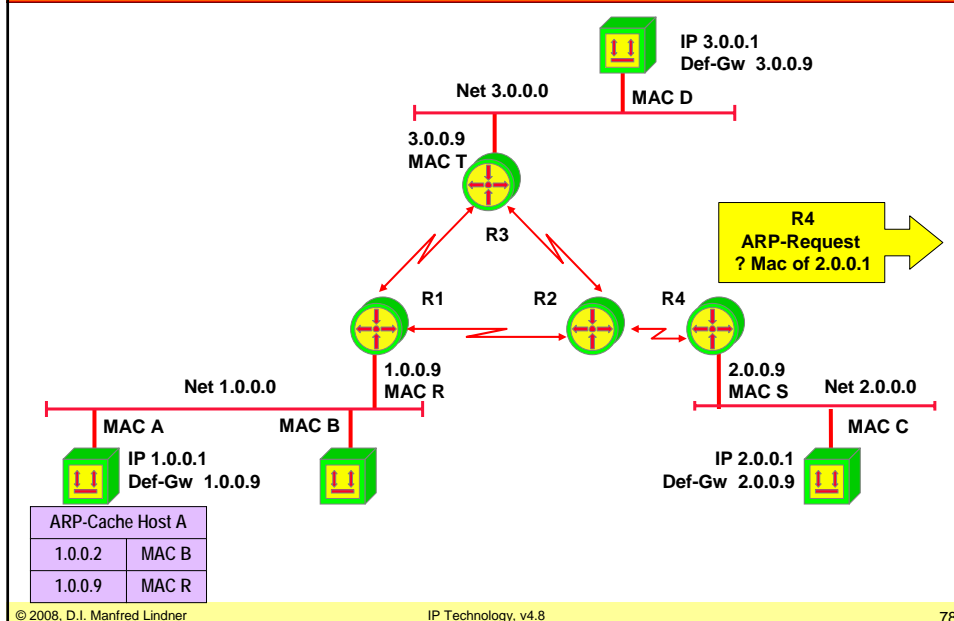 IP 3.0.0.1
Def-Gw 3.0.0.9
Net 3.0.0.0
MAC D
3.0.0.9
MAC T
R3
R4
ARP-Request
? Mac of 2.0.0.1
R1
R2
R4
1.0.0.9
MAC R
2.0.0.9
MAC S
Net 1.0.0.0
Net 2.0.0.0
MAC A
MAC B
MAC C
IP 1.0.0.1
Def-Gw 1.0.0.9
IP 2.0.0.1
Def-Gw 2.0.0.9
ARP-Cache Host A
1.0.0.2 MAC B
1.0.0.9 MAC R
© 2008, D.I. Manfred Lindner
IP Technology, v4.8
78